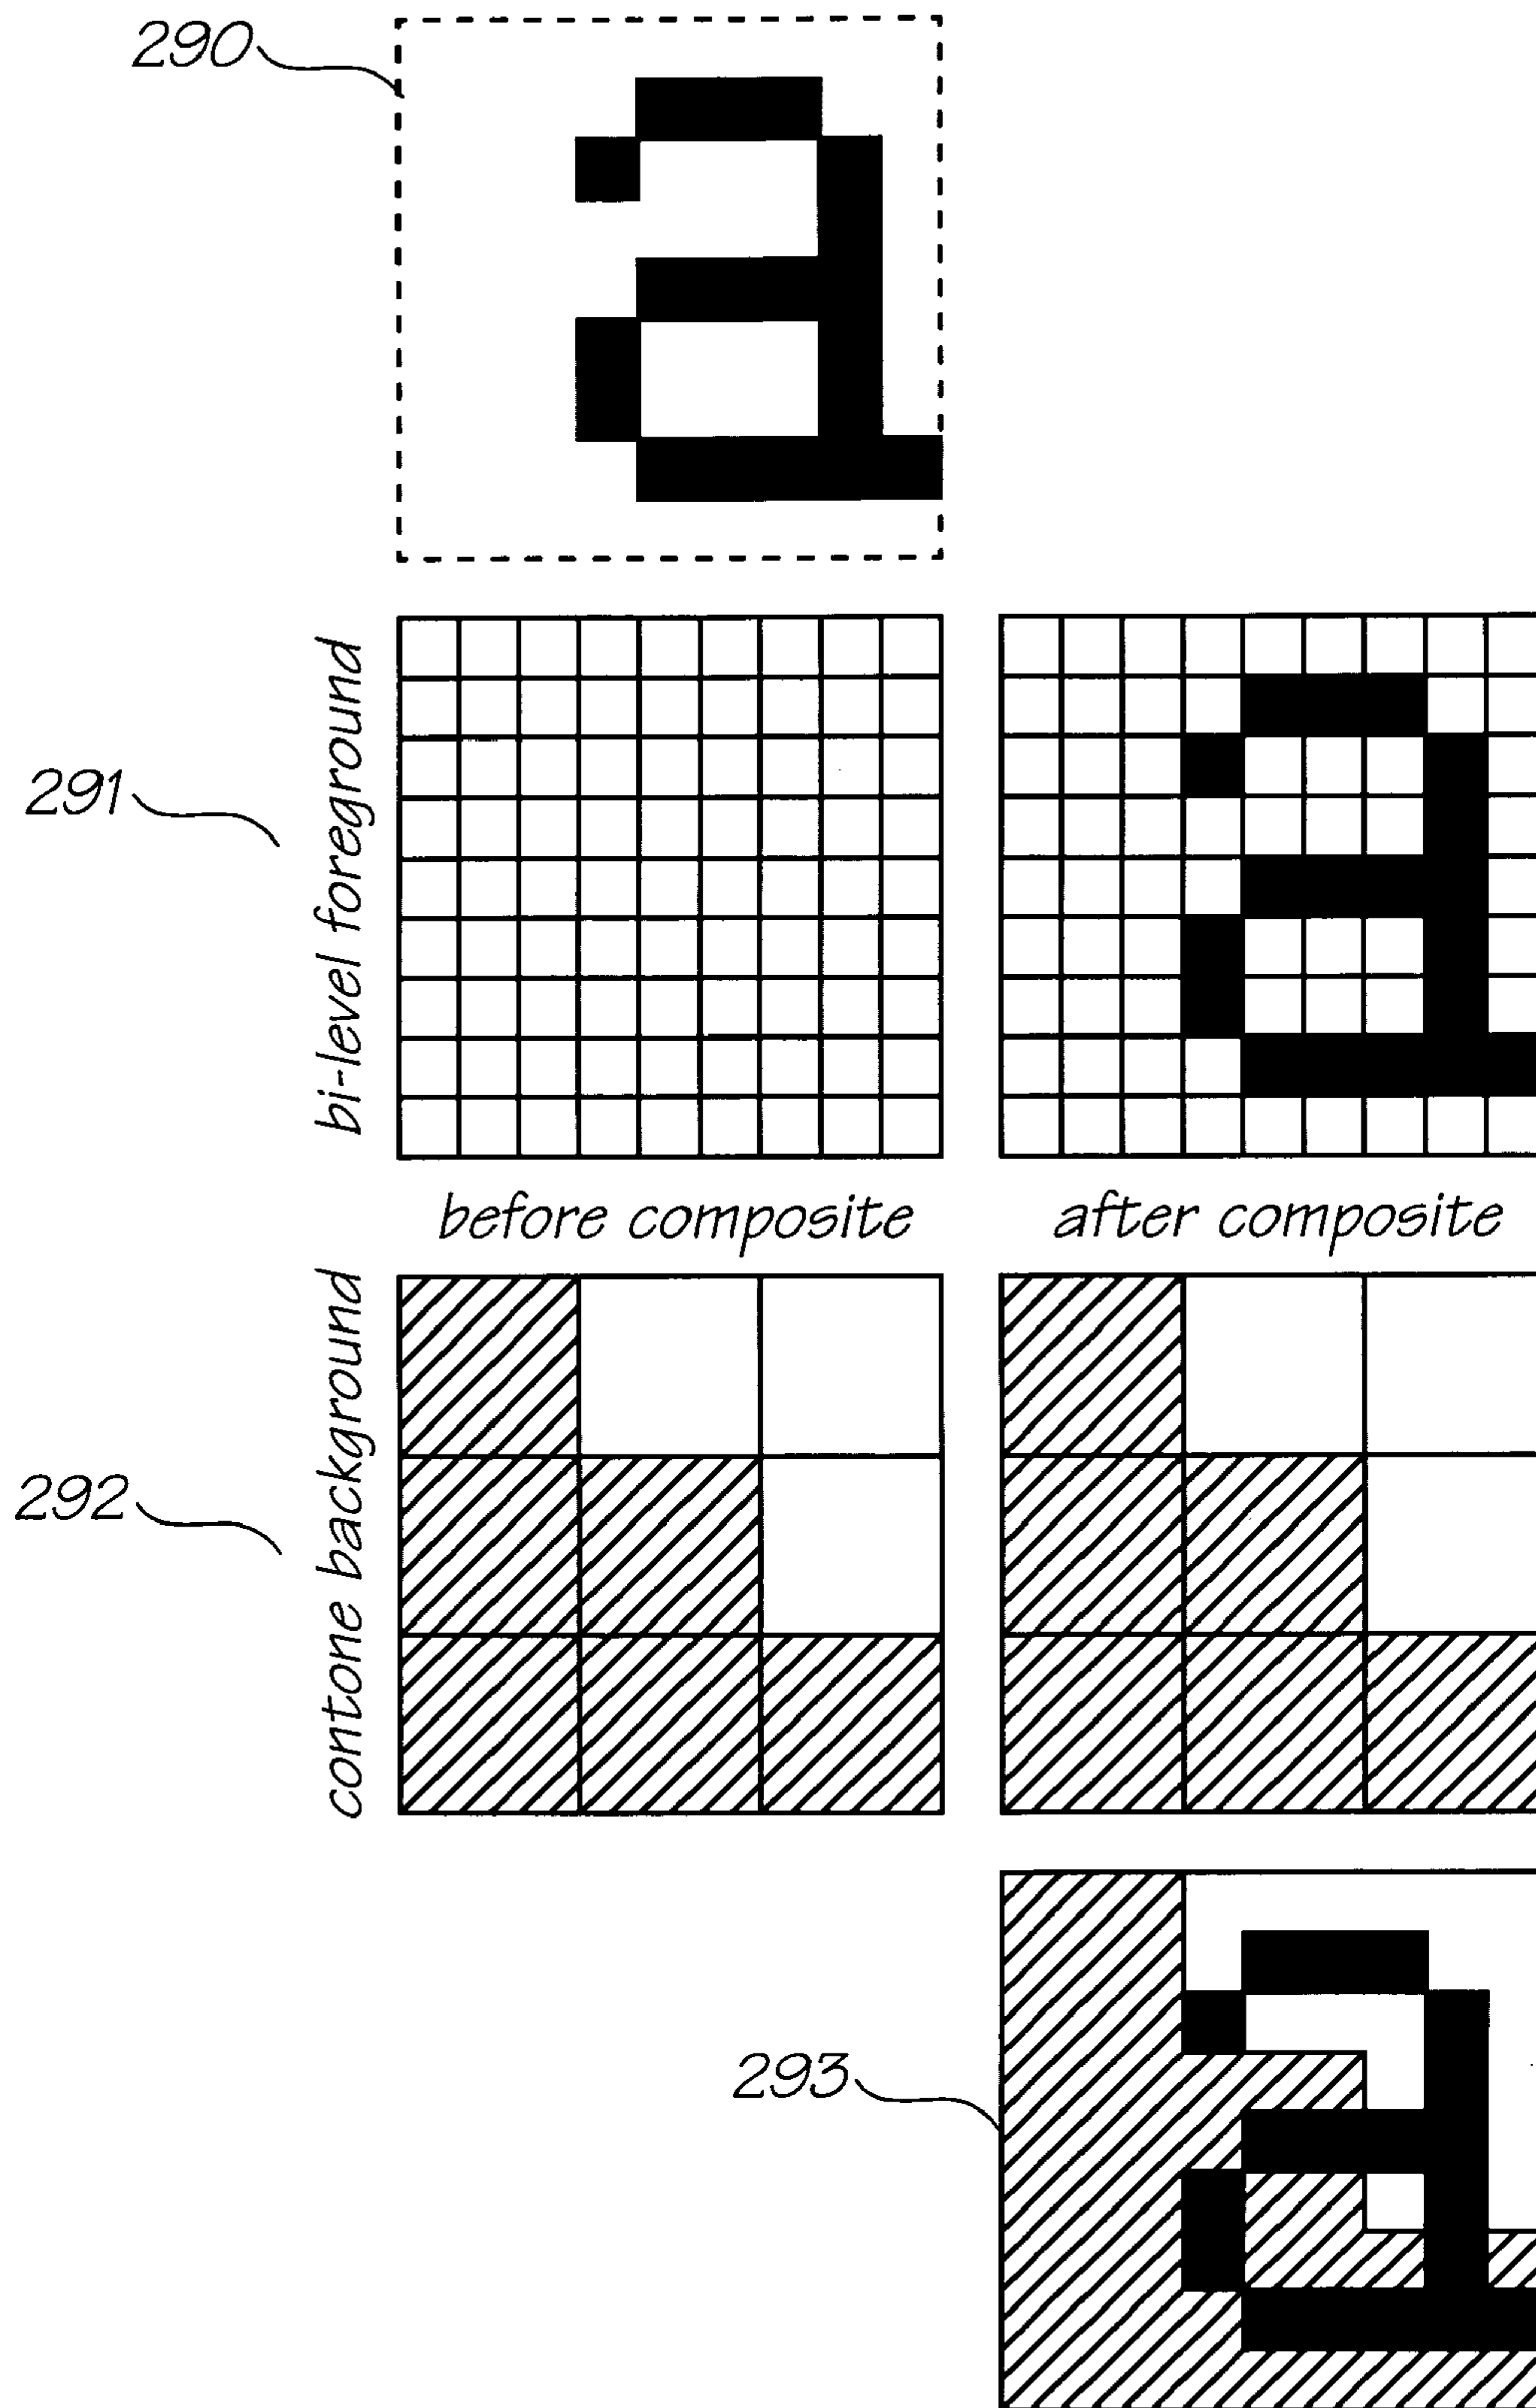 290
a
291
bi-level foreground
a
before composite
after composite
292
contone background
293
a